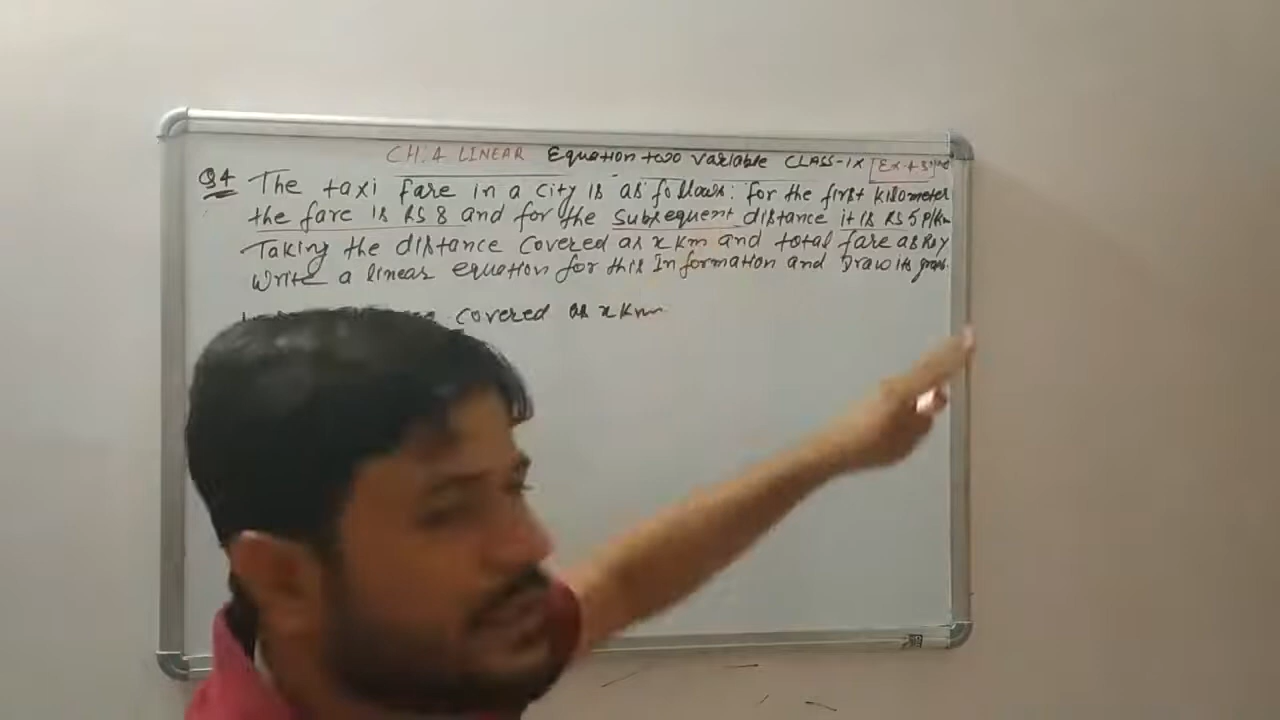 CH. 4 LINEAR Equation two variable CLASS-IX [Ex. 4.3]
Q4 The taxi fare in a city is as follows: for the first kilometer
the fare is RS 8 and for the subsequent distance it is RS 5 P/Km
Taking the distance covered as x km and total fare as Rs y
Write a linear equation for this Information and Draw its graph.
covered as x Km